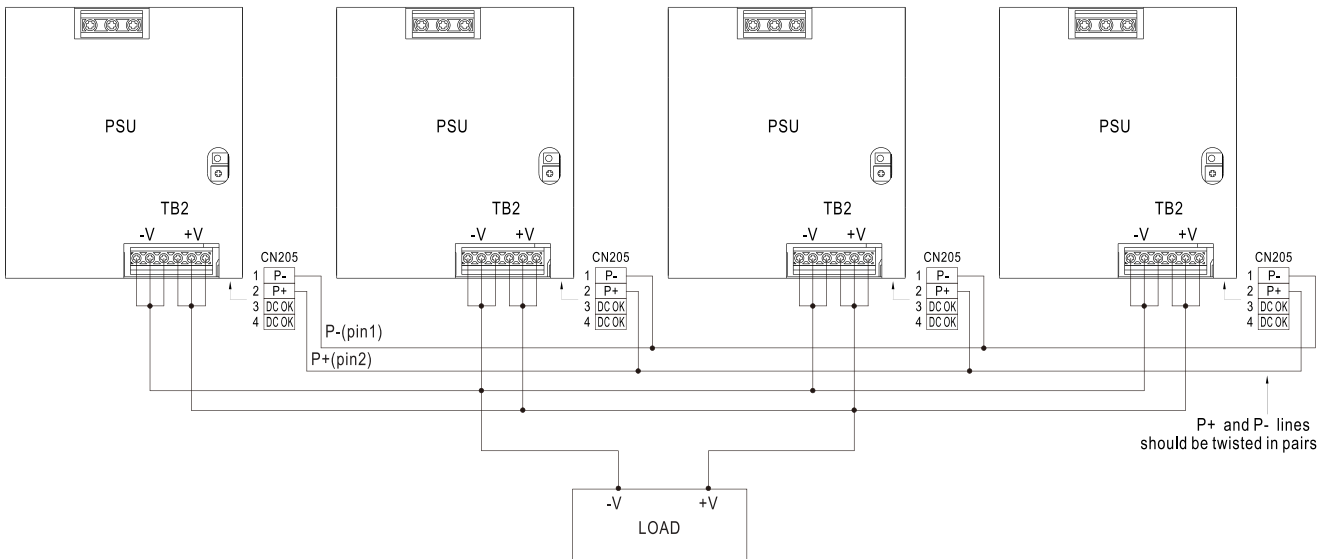 PSU PSU PSU PSU
TB2 TB2 TB2 TB2
-V +V -V +V -V +V -V +V
CN205 CN205 CN205 CN205
1 P- 1 P- 1 P- 1 P-
2 P+ 2 P+ 2 P+ 2 P+
3 DC OK 3 DC OK 3 DC OK 3 DC OK
4 DC OK 4 DC OK 4 DC OK 4 DC OK
P-(pin1)
P+(pin2)
P+ and P- lines
should be twisted in pairs
-V +V
LOAD